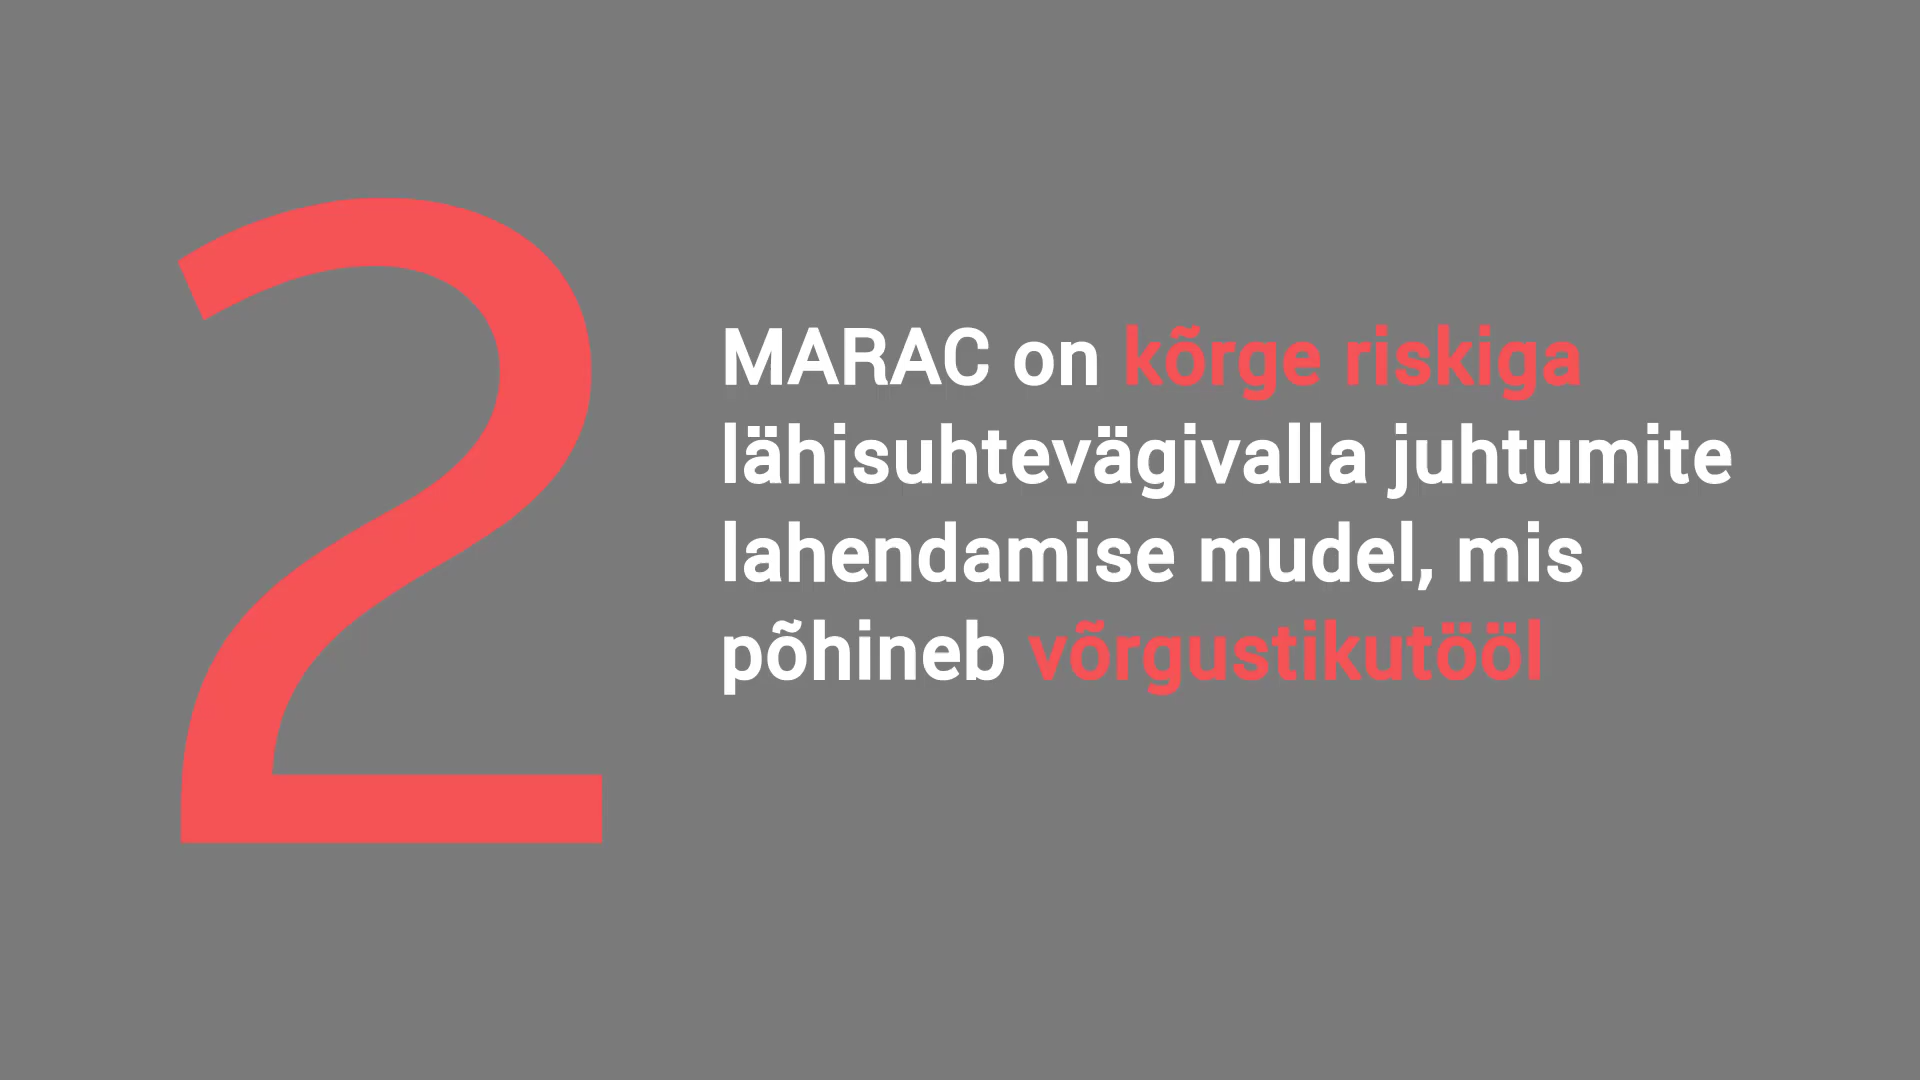 2
MARAC on kõrge riskiga
lähisuhtevägivalla juhtumite
lahendamise mudel, mis
põhineb võrgustikutööl